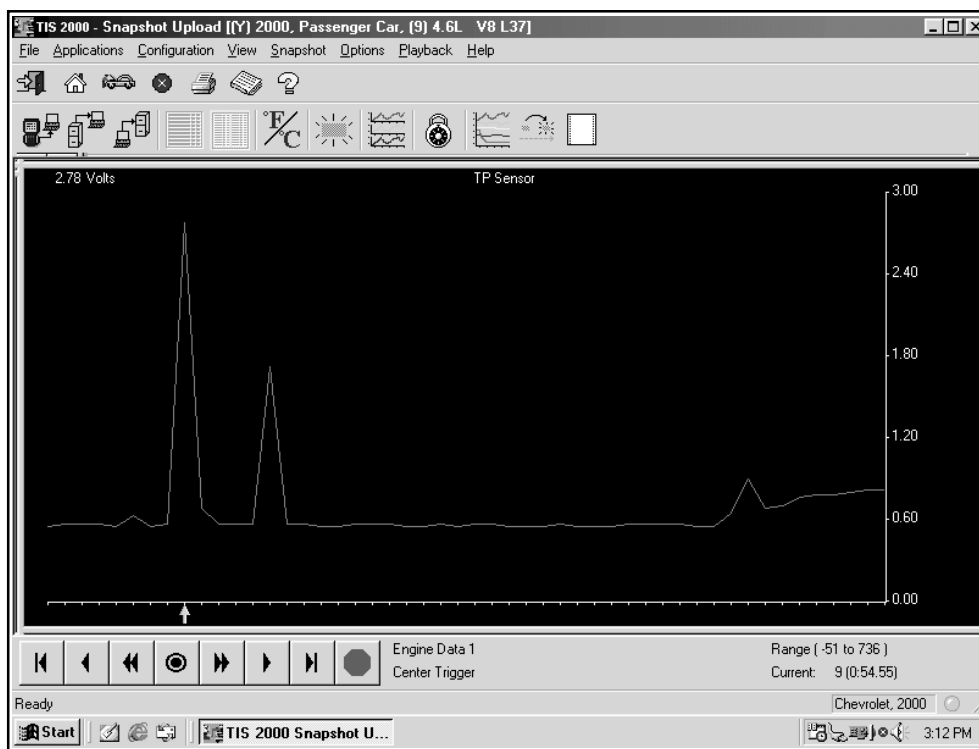 TIS 2000 - Snapshot Upload [(Y) 2000, Passenger Car, (9) 4.6L V8 L37]
File Applications Configuration View Snapshot Options Playback Help
°F/°C
2.78 Volts TP Sensor
3.00
2.40
1.80
1.20
0.60
0.00
Engine Data 1 Range ( -51 to 736 )
Center Trigger Current: 9 (0:54.55)
Ready Chevrolet, 2000
Start TIS 2000 Snapshot U... 3:12 PM